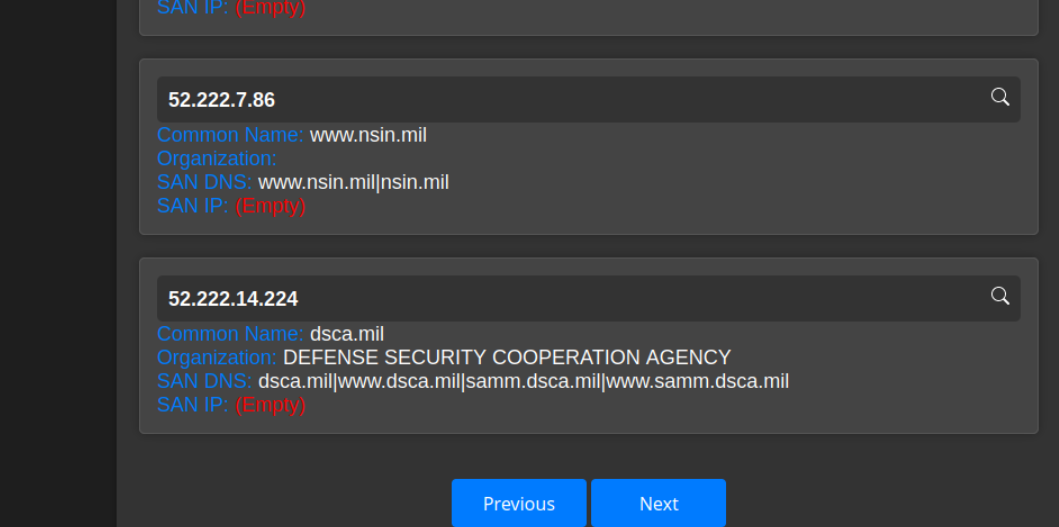 SAN IP: (Empty)
52.222.7.86
Common Name: www.nsin.mil
Organization:
SAN DNS: www.nsin.mil|nsin.mil
SAN IP: (Empty)
52.222.14.224
Common Name: dsca.mil
Organization: DEFENSE SECURITY COOPERATION AGENCY
SAN DNS: dsca.mil|www.dsca.mil|samm.dsca.mil|www.samm.dsca.mil
SAN IP: (Empty)
Previous Next